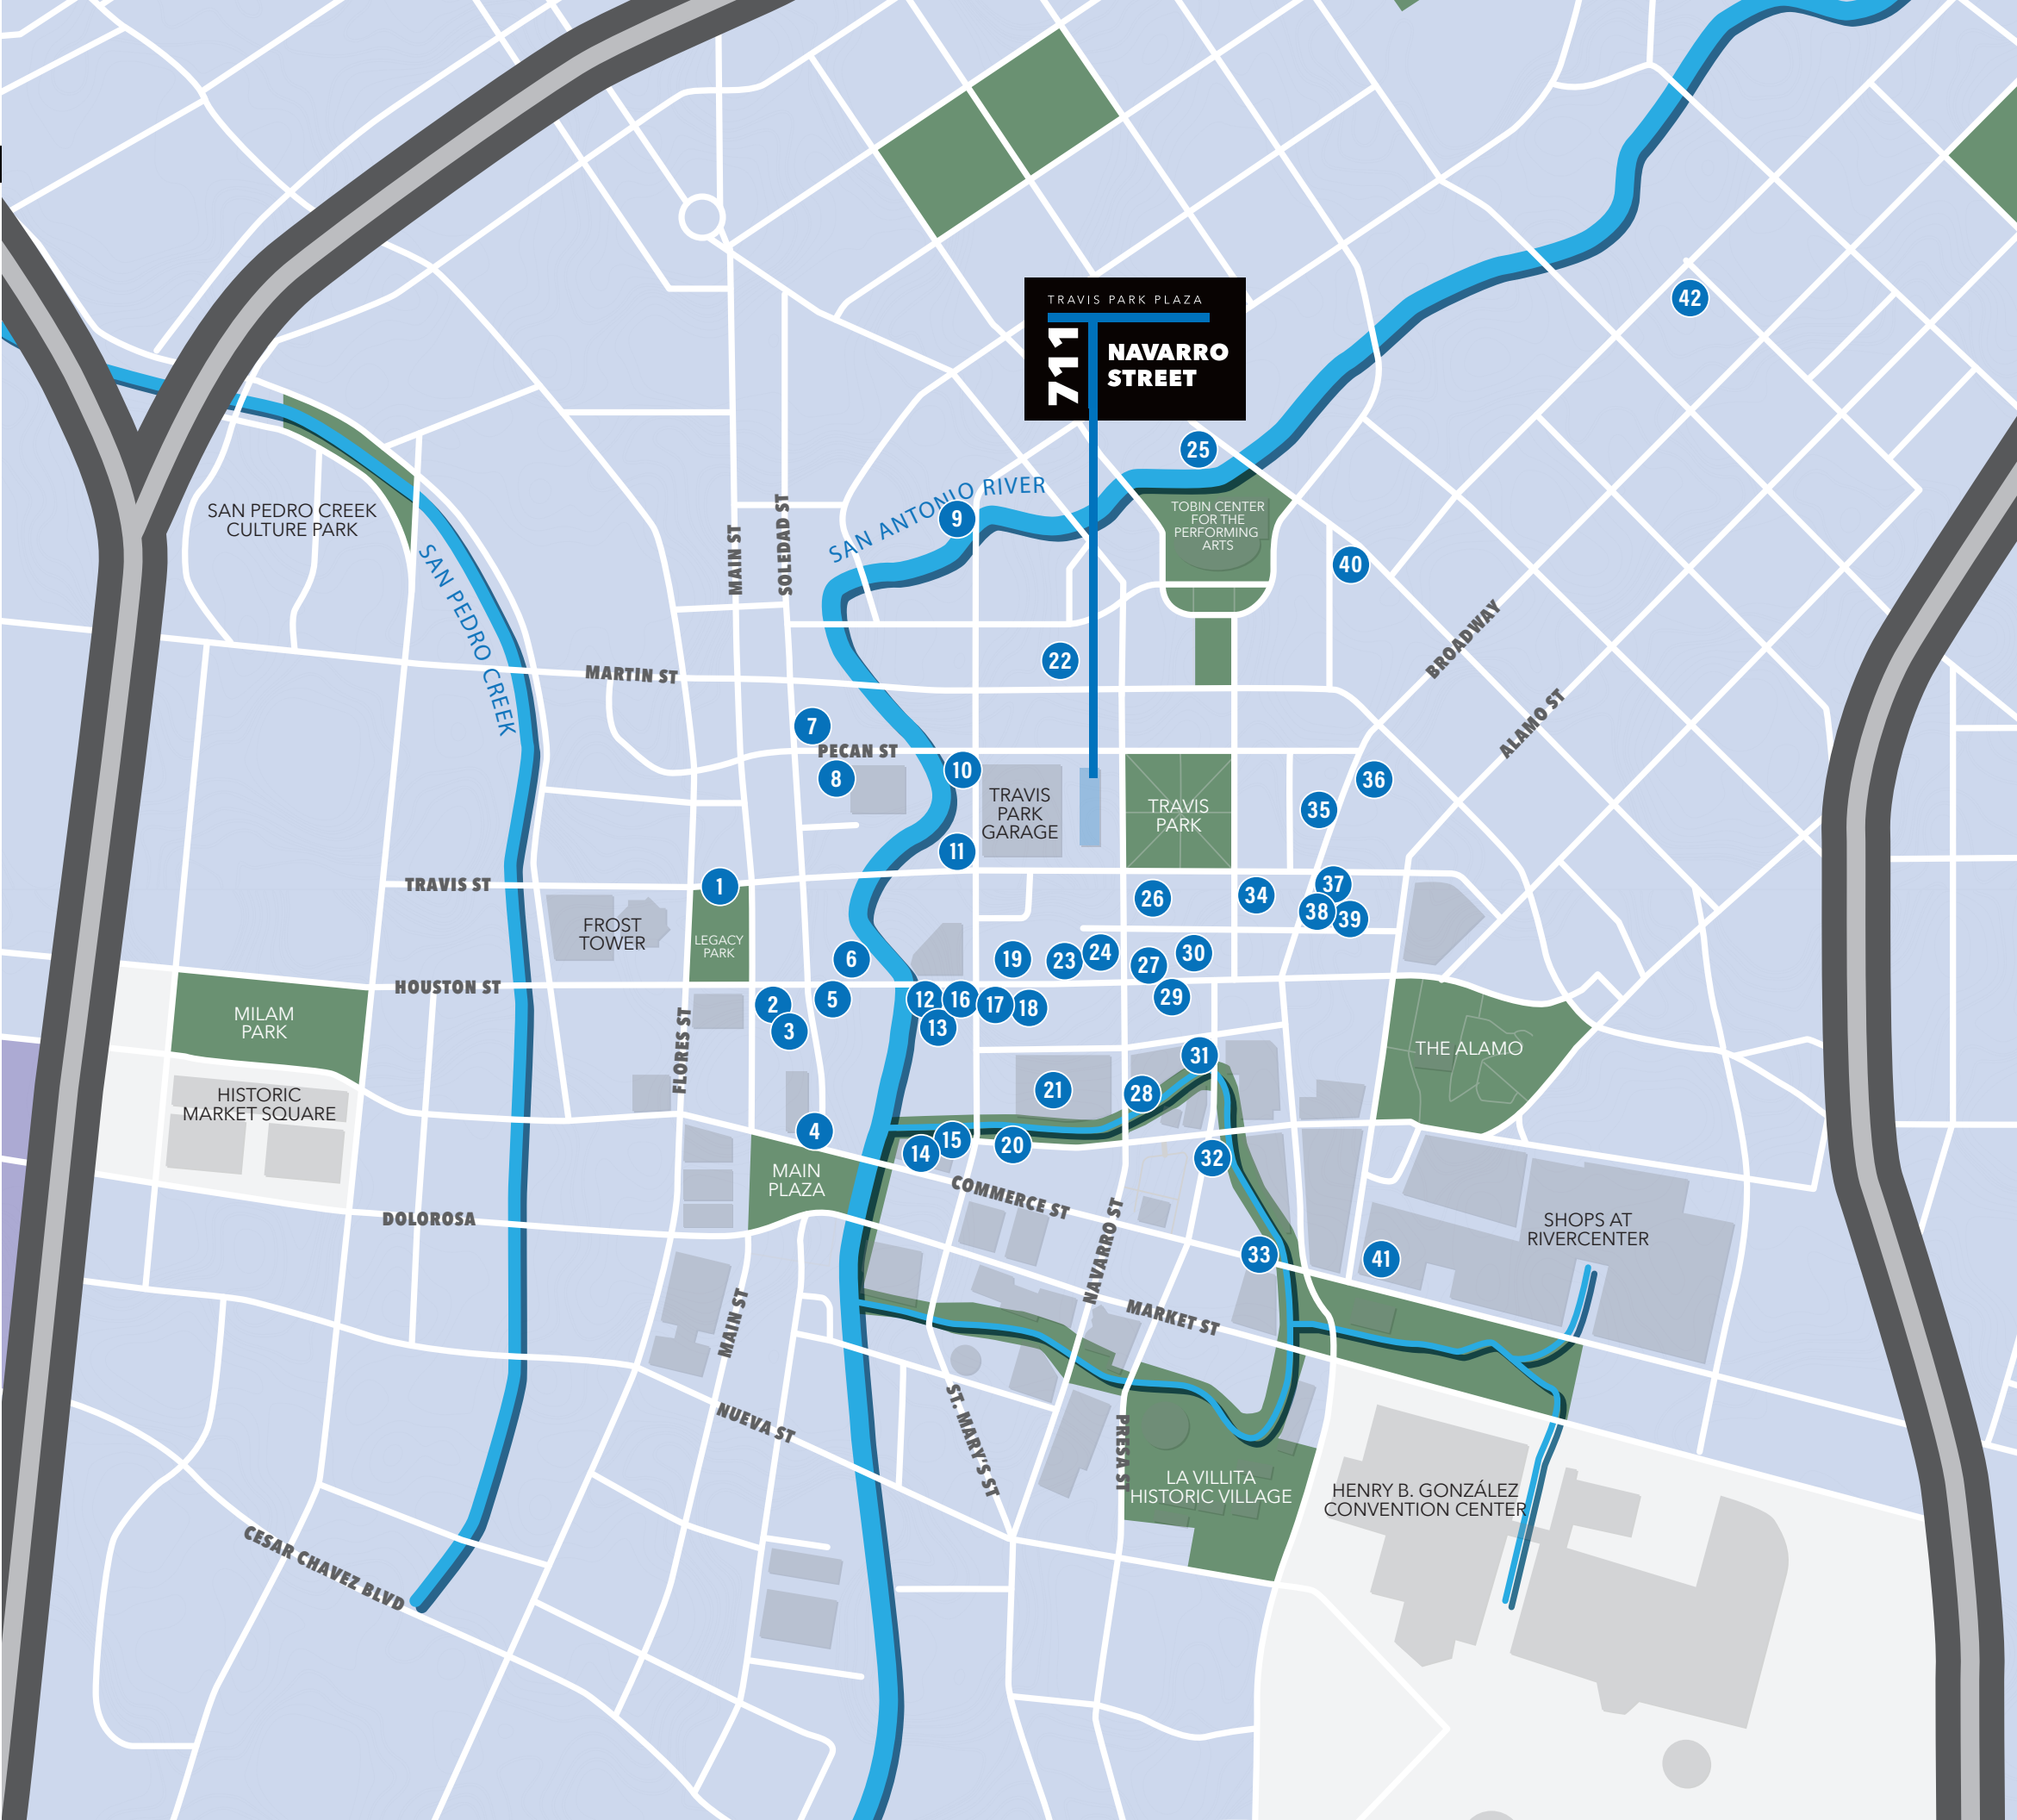 TRAVIS PARK PLAZA
711
NAVARRO
STREET
42
25
SAN ANTONIO RIVER
9
TOBIN CENTER
FOR THE
PERFORMING
ARTS
SAN PEDRO CREEK
CULTURE PARK
MAIN ST
SOLEDAD ST
SAN PEDRO CREEK
40
BROADWAY
22
MARTIN ST
ALAMO ST
7
PECAN ST
8
10
36
TRAVIS
PARK
GARAGE
TRAVIS
PARK
35
11
TRAVIS ST
1
37
26
34
38
39
FROST
TOWER
LEGACY
PARK
6
19
23
24
27
30
HOUSTON ST
2
5
12
16
17
18
29
3
13
MILAM
PARK
FLORES ST
31
THE ALAMO
HISTORIC
MARKET SQUARE
21
28
4
14
15
20
32
MAIN
PLAZA
COMMERCE ST
DOLOROSA
NAVARRO ST
33
41
SHOPS AT
RIVERCENTER
MAIN ST
MARKET ST
NUEVA ST
ST. MARY'S ST
PRESA ST
LA VILLITA
HISTORIC VILLAGE
HENRY B. GONZÁLEZ
CONVENTION CENTER
CESAR CHAVEZ BLVD